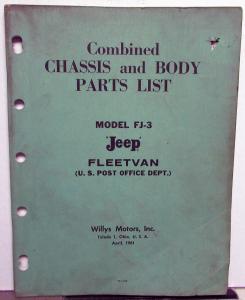 Combined
CHASSIS and BODY
PARTS LIST
MODEL FJ-3
"Jeep"
FLEETVAN
(U. S. POST OFFICE DEPT.)
Willys Motors, Inc.
Toledo 1, Ohio, U. S. A.
April, 1961